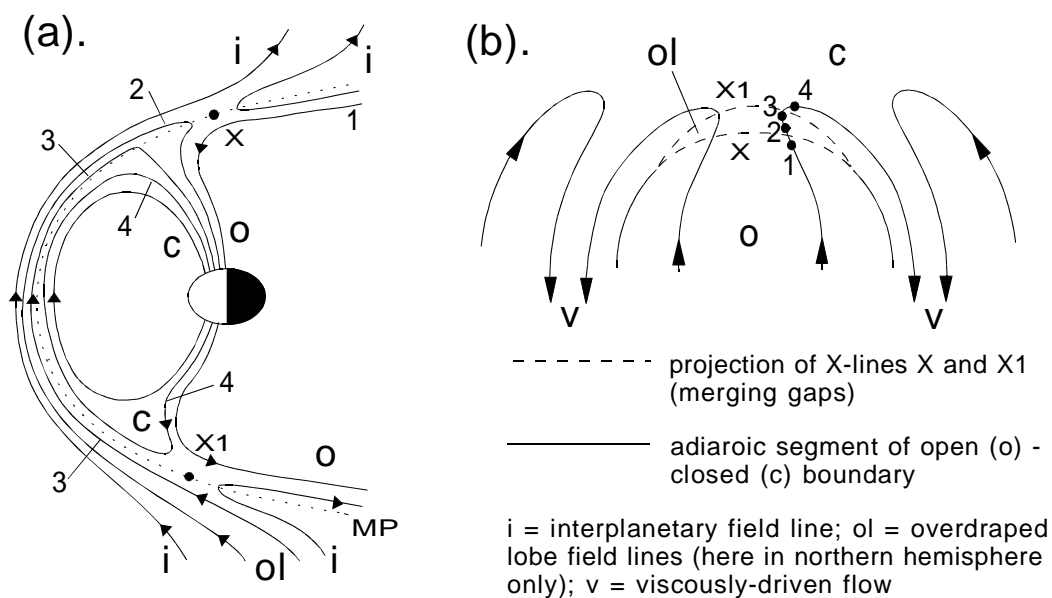 (a).
i
i
2
1
X
3
4
c
o
4
c
X1
3
o
MP
i
ol
i
(b).
ol
c
X1
3
4
2
X
1
o
v
v
projection of X-lines X and X1
(merging gaps)
adiaroic segment of open (o) -
closed (c) boundary
i = interplanetary field line; ol = overdraped
lobe field lines (here in northern hemisphere
only); v = viscously-driven flow